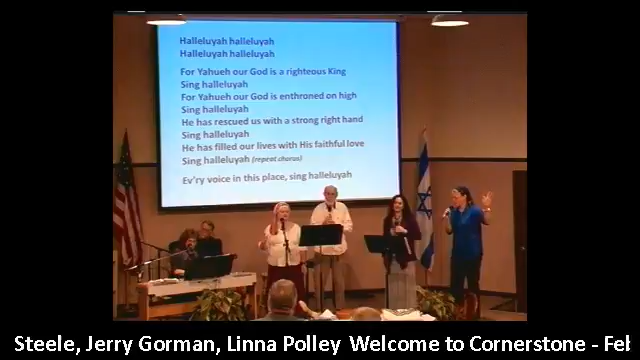 Halleluyah halleluyah
Halleluyah halleluyah
For Yahueh our God is a righteous King
Sing halleluyah
For Yahueh our God is enthroned on high
Sing halleluyah
He has rescued us with a strong right hand
Sing halleluyah
He has filled our lives with His faithful love
Sing halleluyah (repeat chorus)
Ev'ry voice in this place, sing halleluyah
Steele, Jerry Gorman, Linna Polley Welcome to Cornerstone - Feb